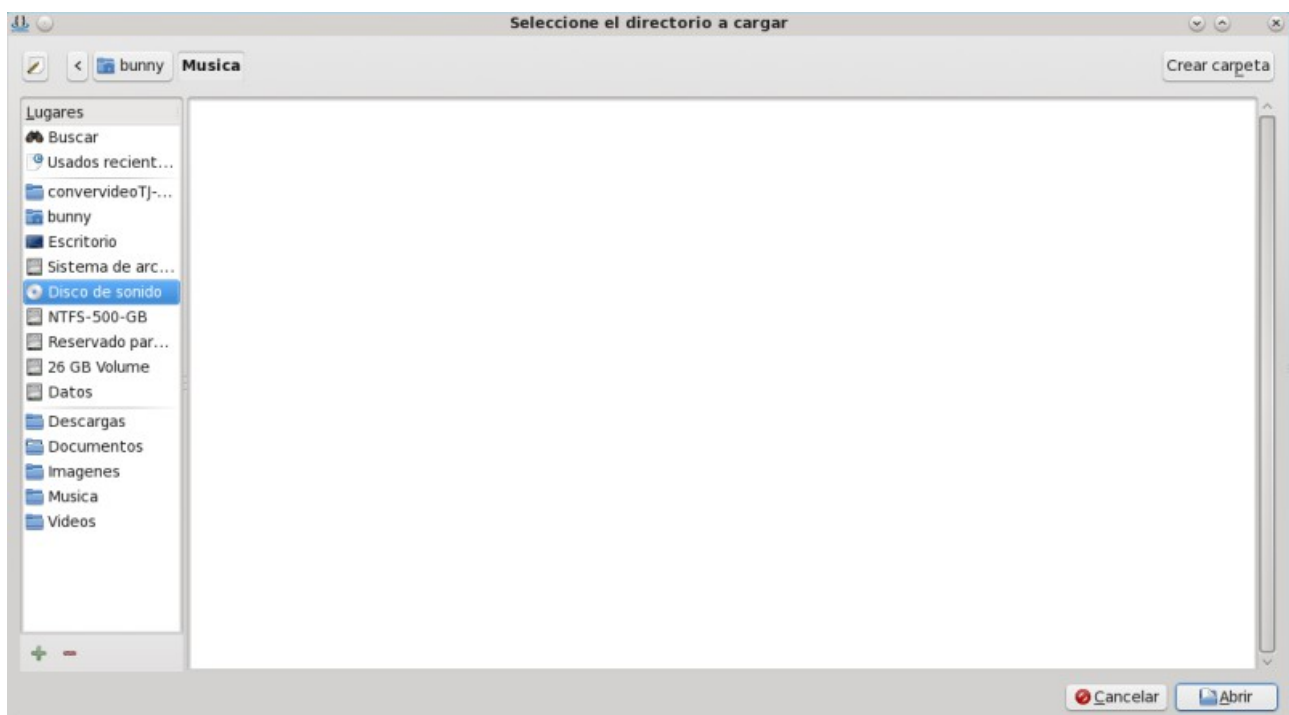 Seleccione el directorio a cargar
bunny Musica
Crear carpeta
Lugares
Buscar
Usados recient...
convervideoTJ-...
bunny
Escritorio
Sistema de arc...
Disco de sonido
NTFS-500-GB
Reservado par...
26 GB Volume
Datos
Descargas
Documentos
Imagenes
Musica
Videos
Cancelar
Abrir